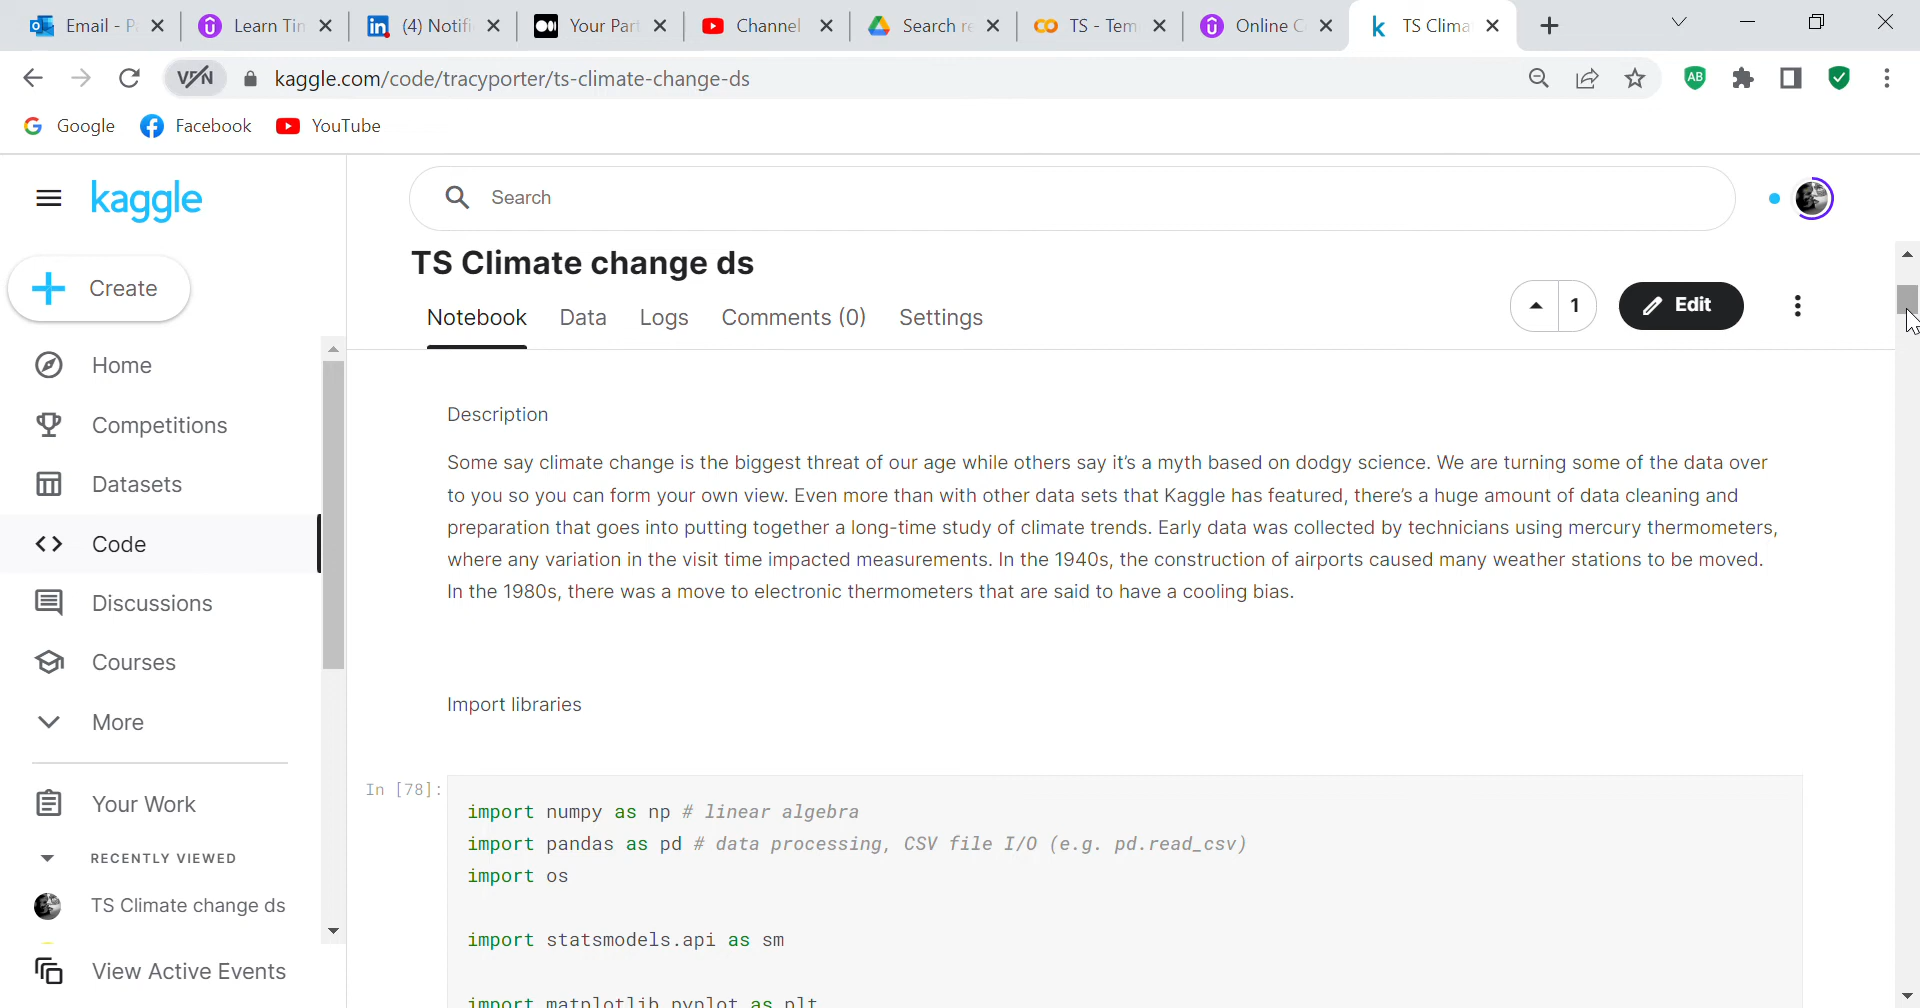 Email - P
Learn Tin
in
(4) Notifi
Your Part
Channel
Search re
TS - Tem
Online C
k
TS Clima
VPN
kaggle.com/code/tracyporter/ts-climate-change-ds
AB
Google
Facebook
YouTube
kaggle
Search
Create
Home
Competitions
Datasets
Code
Discussions
Courses
More
Your Work
RECENTLY VIEWED
TS Climate change ds
View Active Events
TS Climate change ds
Notebook
Data
Logs
Comments (0)
Settings
1
Edit
Description
Some say climate change is the biggest threat of our age while others say it's a myth based on dodgy science. We are turning some of the data over
to you so you can form your own view. Even more than with other data sets that Kaggle has featured, there's a huge amount of data cleaning and
preparation that goes into putting together a long-time study of climate trends. Early data was collected by technicians using mercury thermometers,
where any variation in the visit time impacted measurements. In the 1940s, the construction of airports caused many weather stations to be moved.
In the 1980s, there was a move to electronic thermometers that are said to have a cooling bias.
Import libraries
In [78]:
import numpy as np # linear algebra
import pandas as pd # data processing, CSV file I/O (e.g. pd.read_csv)
import os
import statsmodels.api as sm
import matplotlib.pyplot as plt